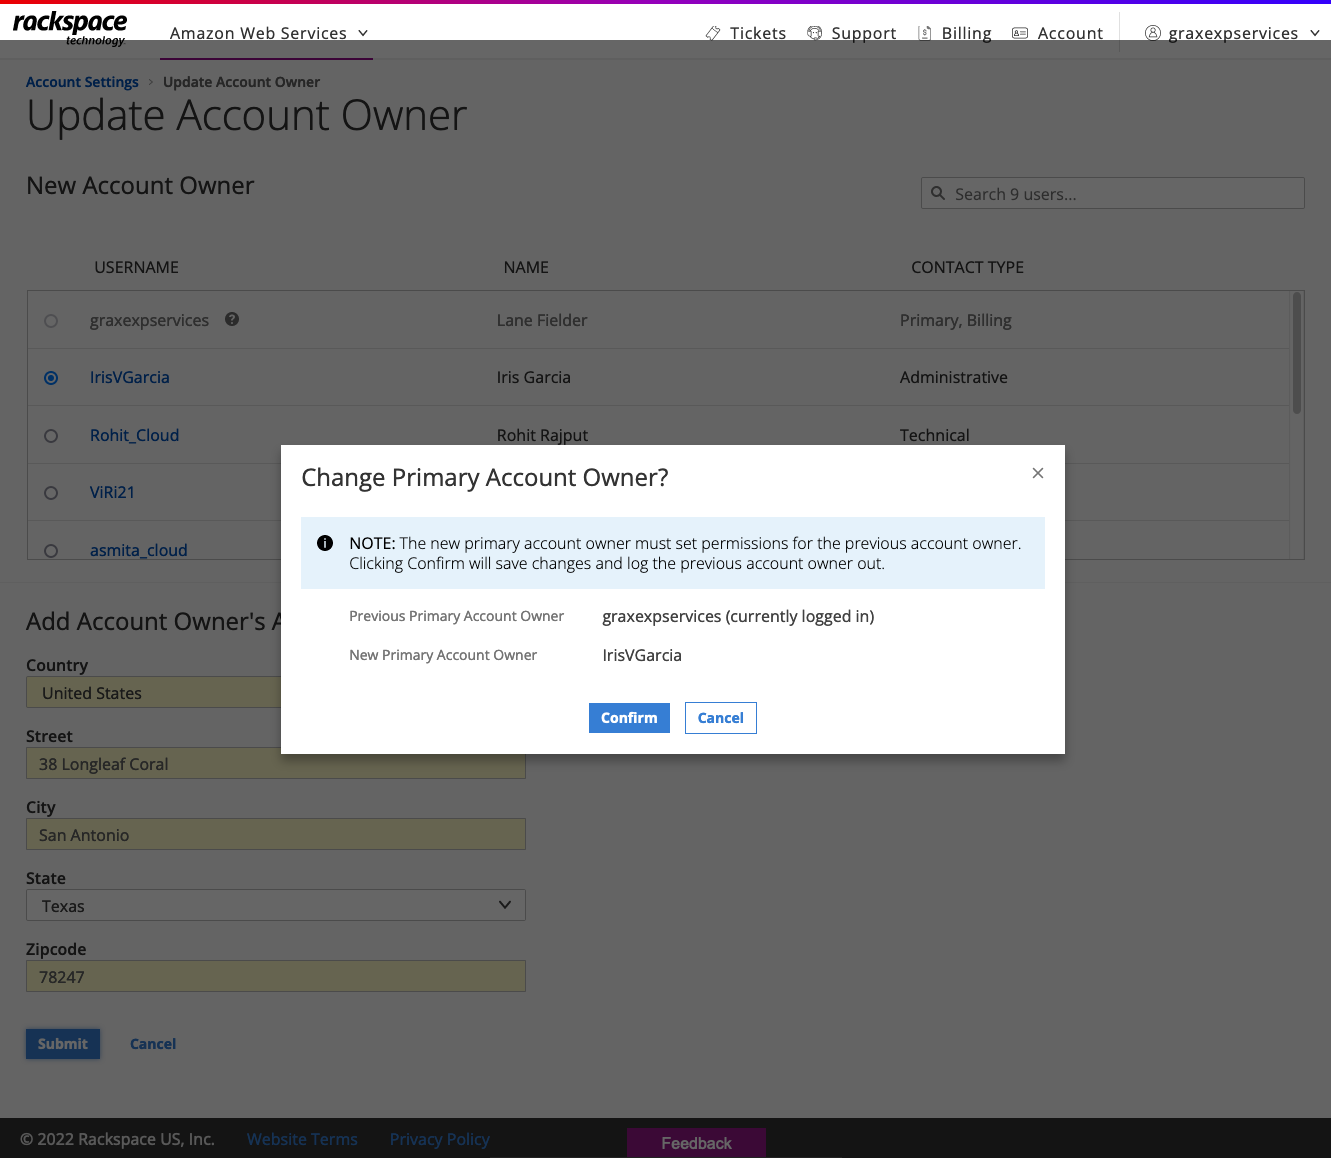 rackspace
technology
Amazon Web Services
Tickets
Support
Billing
Account
graxexpservices
Account Settings > Update Account Owner
Update Account Owner
New Account Owner
Search 9 users...
USERNAME NAME CONTACT TYPE
graxexpservices Lane Fielder Primary, Billing
IrisVGarcia Iris Garcia Administrative
Rohit_Cloud Rohit Rajput Technical
ViRi21
asmita_cloud
Change Primary Account Owner?
NOTE: The new primary account owner must set permissions for the previous account owner.
Clicking Confirm will save changes and log the previous account owner out.
Previous Primary Account Owner graxexpservices (currently logged in)
New Primary Account Owner IrisVGarcia
Confirm Cancel
Add Account Owner's
Country
United States
Street
38 Longleaf Coral
City
San Antonio
State
Texas
Zipcode
78247
Submit Cancel
© 2022 Rackspace US, Inc. Website Terms Privacy Policy Feedback